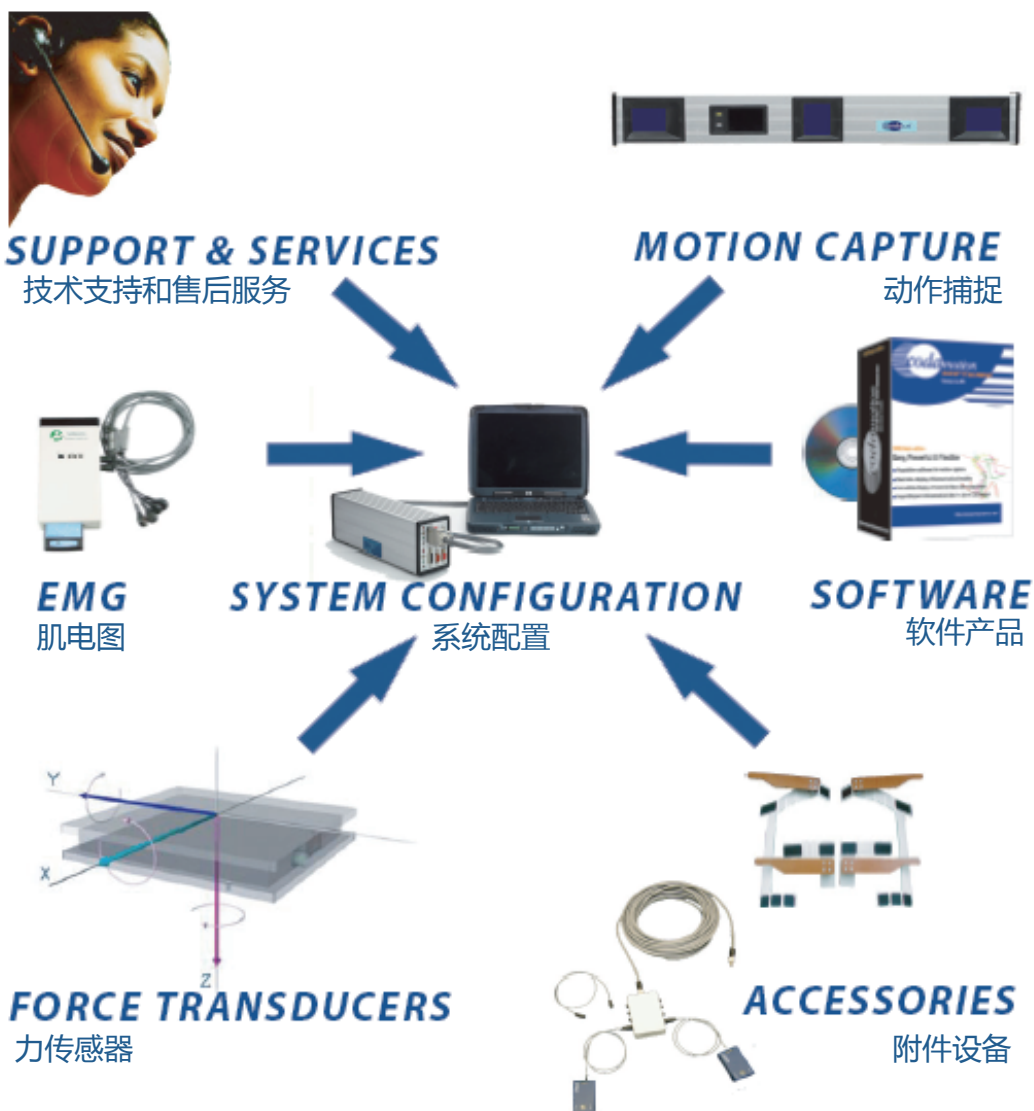 SUPPORT & SERVICES
技术支持和售后服务
MOTION CAPTURE
动作捕捉
codamotion
EMG
肌电图
SYSTEM CONFIGURATION
系统配置
SOFTWARE
软件产品
Y
X
Z
FORCE TRANSDUCERS
力传感器
ACCESSORIES
附件设备